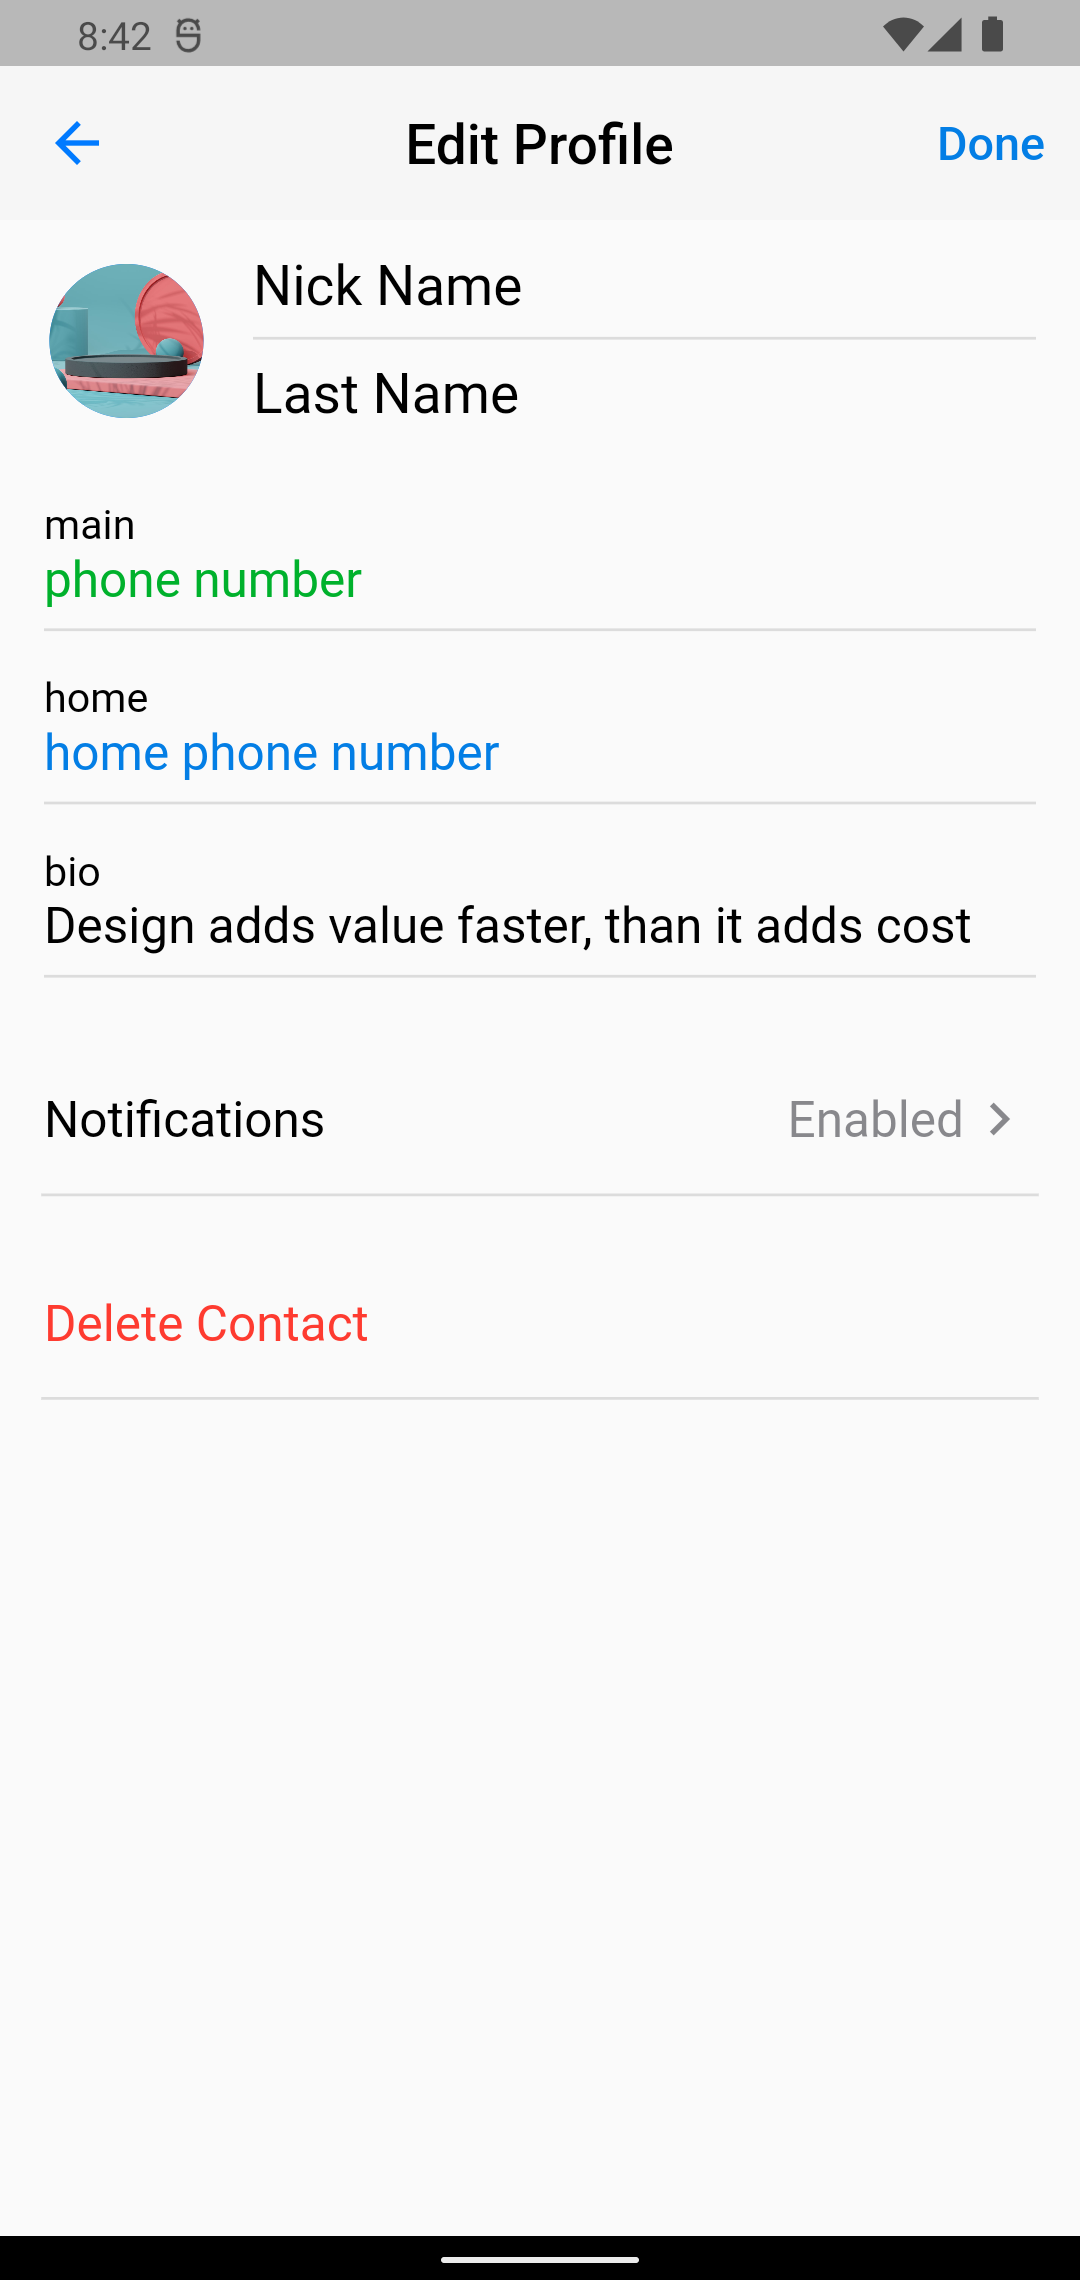 8:42
Edit Profile
Done
Nick Name
Last Name
main
phone number
home
home phone number
bio
Design adds value faster, than it adds cost
Notifications
Enabled
Delete Contact